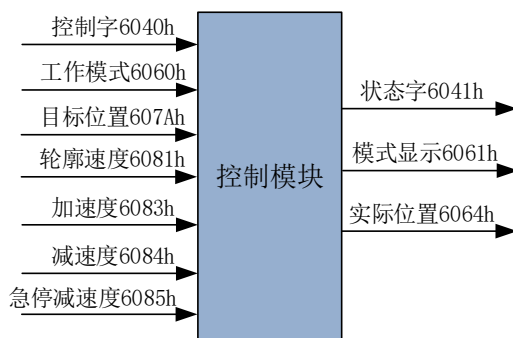 控制字6040h
工作模式6060h
目标位置607Ah
轮廓速度6081h
加速度6083h
减速度6084h
急停减速度6085h
控制模块
状态字6041h
模式显示6061h
实际位置6064h